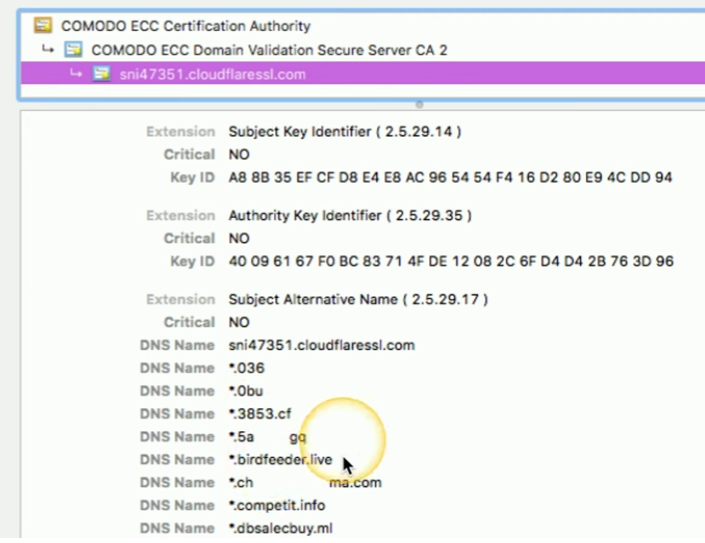 COMODO ECC Certification Authority
COMODO ECC Domain Validation Secure Server CA 2
sni47351.cloudflaressl.com
Extension Subject Key Identifier ( 2.5.29.14 )
Critical NO
Key ID A8 8B 35 EF CF D8 E4 E8 AC 96 54 54 F4 16 D2 80 E9 4C DD 94
Extension Authority Key Identifier ( 2.5.29.35 )
Critical NO
Key ID 40 09 61 67 F0 BC 83 71 4F DE 12 08 2C 6F D4 D4 2B 76 3D 96
Extension Subject Alternative Name ( 2.5.29.17 )
Critical NO
DNS Name sni47351.cloudflaressl.com
DNS Name *.036
DNS Name *.0bu
DNS Name *.3853.cf
DNS Name *.5a gq
DNS Name *.birdfeeder.live
DNS Name *.ch ma.com
DNS Name *.competit.info
DNS Name *.dbsalecbuy.ml